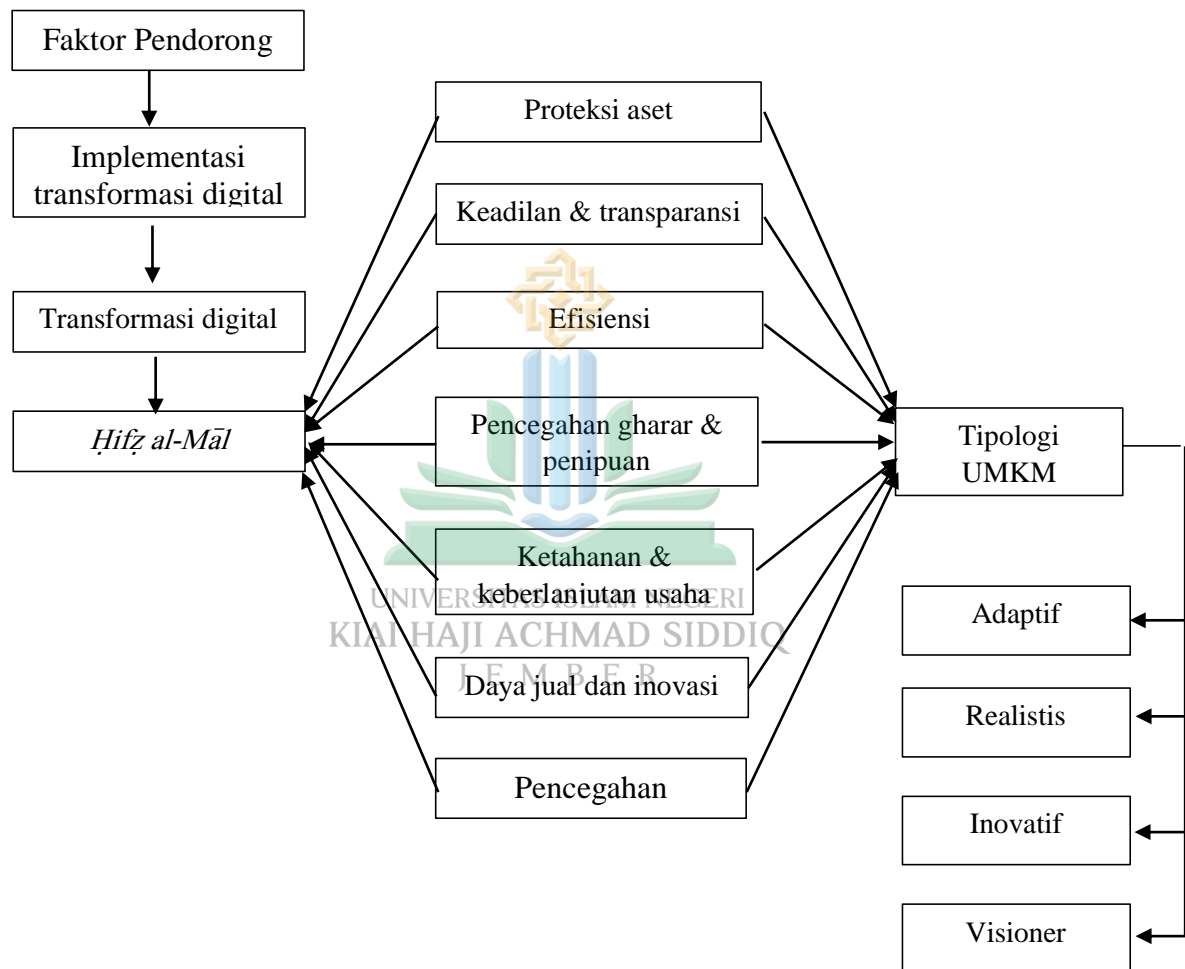 Faktor Pendorong
Implementasi
transformasi digital
Transformasi digital
Ḥifẓ al-Māl
Proteksi aset
Keadilan & transparansi
Efisiensi
Pencegahan gharar &
penipuan
Ketahanan &
keberlanjutan usaha
UNIVERSITAS ISLAM NEGERI
KIAI HAJI ACHMAD SIDDIQ
J E M B E R
Daya jual dan inovasi
Pencegahan
Tipologi
UMKM
Adaptif
Realistis
Inovatif
Visioner